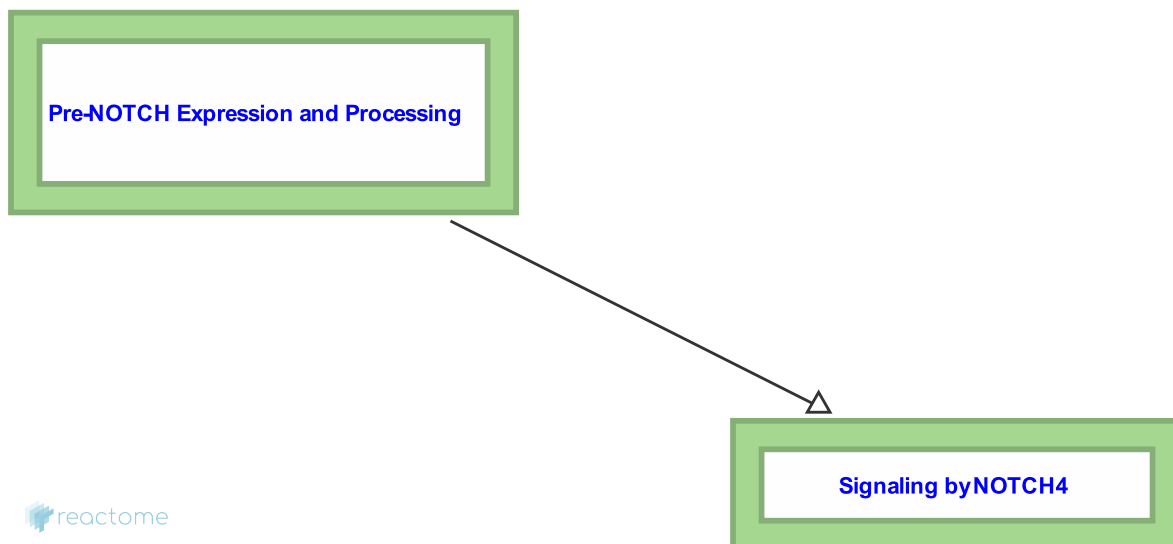 Pre-NOTCH Expression and Processing
Signaling by NOTCH4
reactome